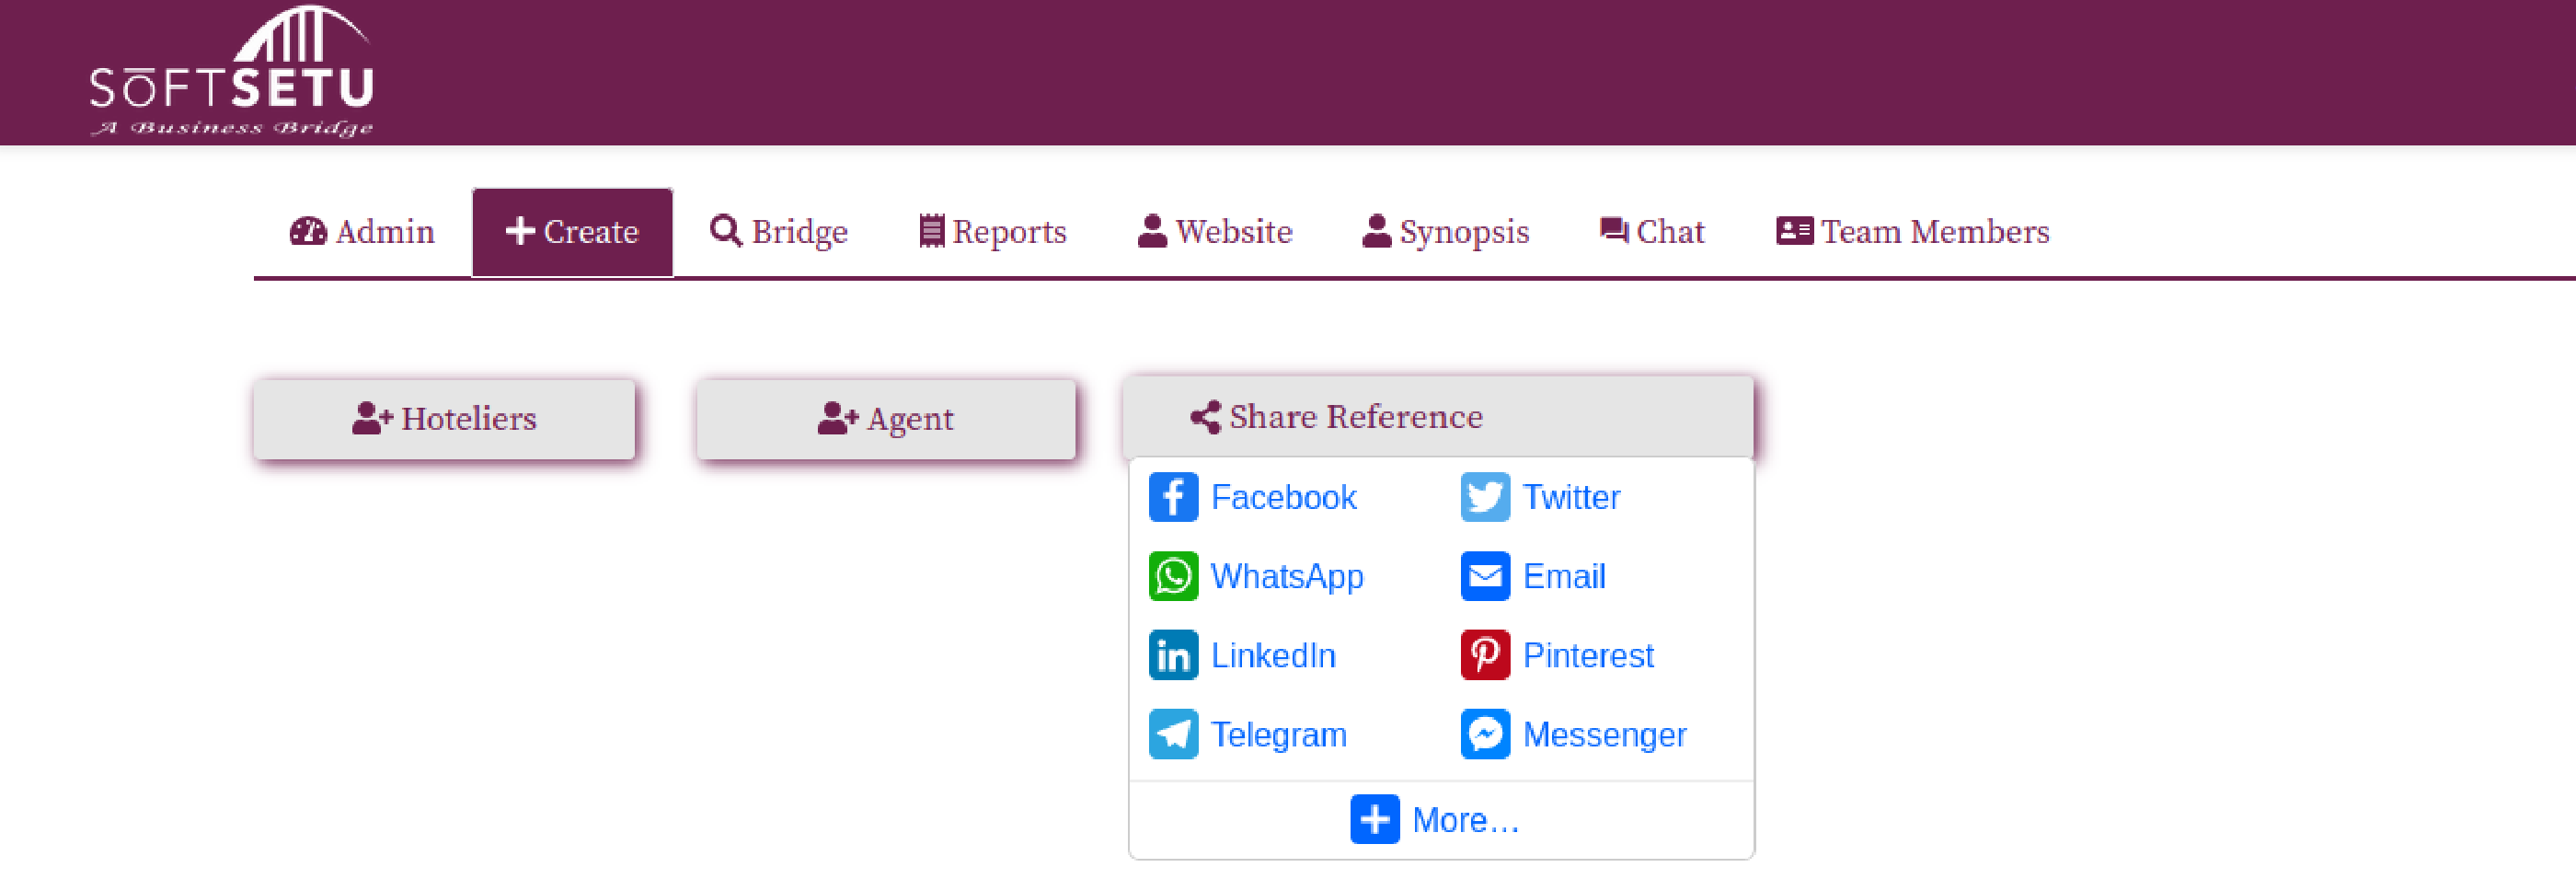 SōFTSETU
A Business Bridge
Admin Create Bridge Reports Website Synopsis Chat Team Members
Hoteliers Agent Share Reference
Facebook Twitter
WhatsApp Email
LinkedIn Pinterest
Telegram Messenger
More...